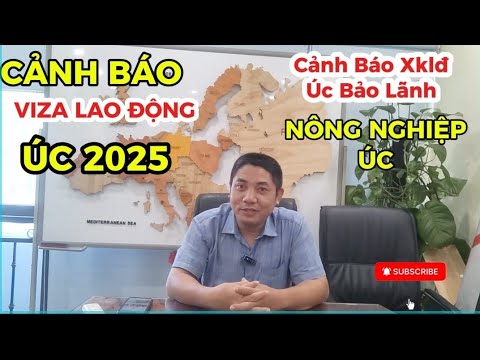 CẢNH BÁO
VIZA LAO ĐỘNG
ÚC 2025
Cảnh Báo Xklđ
Úc Bảo Lãnh
NÔNG NGHIỆP
ÚC
MEDITERRANEAN SEA
SUBSCRIBE